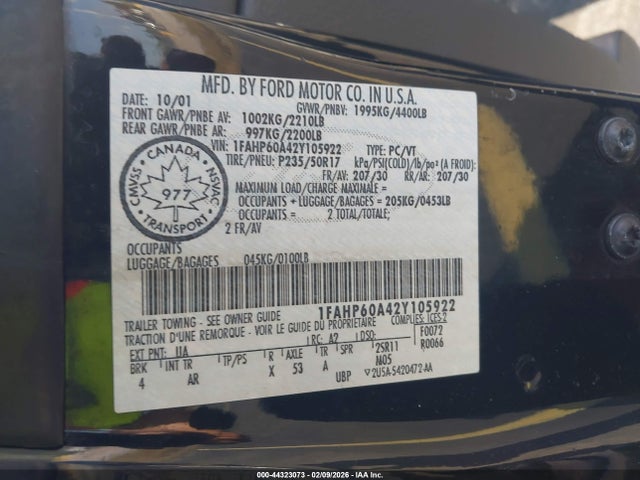 MFD. BY FORD MOTOR CO. IN U.S.A.
DATE: 10/01 GVWR/PNBV: 1995KG/4400LB
FRONT GAWR/PNBE AV: 1002KG/2210LB
REAR GAWR/PNBE AR: 997KG/2200LB
VIN: 1FAHP60A42Y105922 TYPE: PC/VT
TIRE/PNEU: P235/50R17 kPa/PSI(COLD)/LB/po² (A FROID):
FR/AV: 207/30 RR/AR: 207/30
MAXIMUM LOAD/CHARGE MAXIMALE =
OCCUPANTS + LUGGAGE/BAGAGES = 205KG/0453LB
OCCUPANTS = 2 TOTAL/TOTALE;
2 FR/AV
CANADA
CMVSS NSVAC
977
TRANSPORT
OCCUPANTS
LUGGAGE/BAGAGES 045KG/0100LB
1FAHP60A42Y105922
TRAILER TOWING - SEE OWNER GUIDE COMPLIES: ICES.2
TRACTION D'UNE REMORQUE - VOIR LE GUIDE DU PROPRIETAIRE
EXT PNT: UA RC: A2 DSO: F0072
BRK INT TR TP/PS R AXLE TR SPR 2SR11 R0066
4 AR X 53 A NO5
UBP 2U5A-5420472-AA
000-44323073 - 02/09/2026 - IAA Inc.